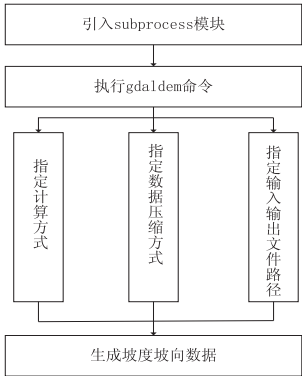 引入subprocess模块
执行gdaldem命令
指定计算方式
指定数据压缩方式
指定输入输出文件路径
生成坡度坡向数据